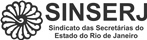 SINSERJ
Sindicato das Secretárias do
Estado do Rio de Janeiro